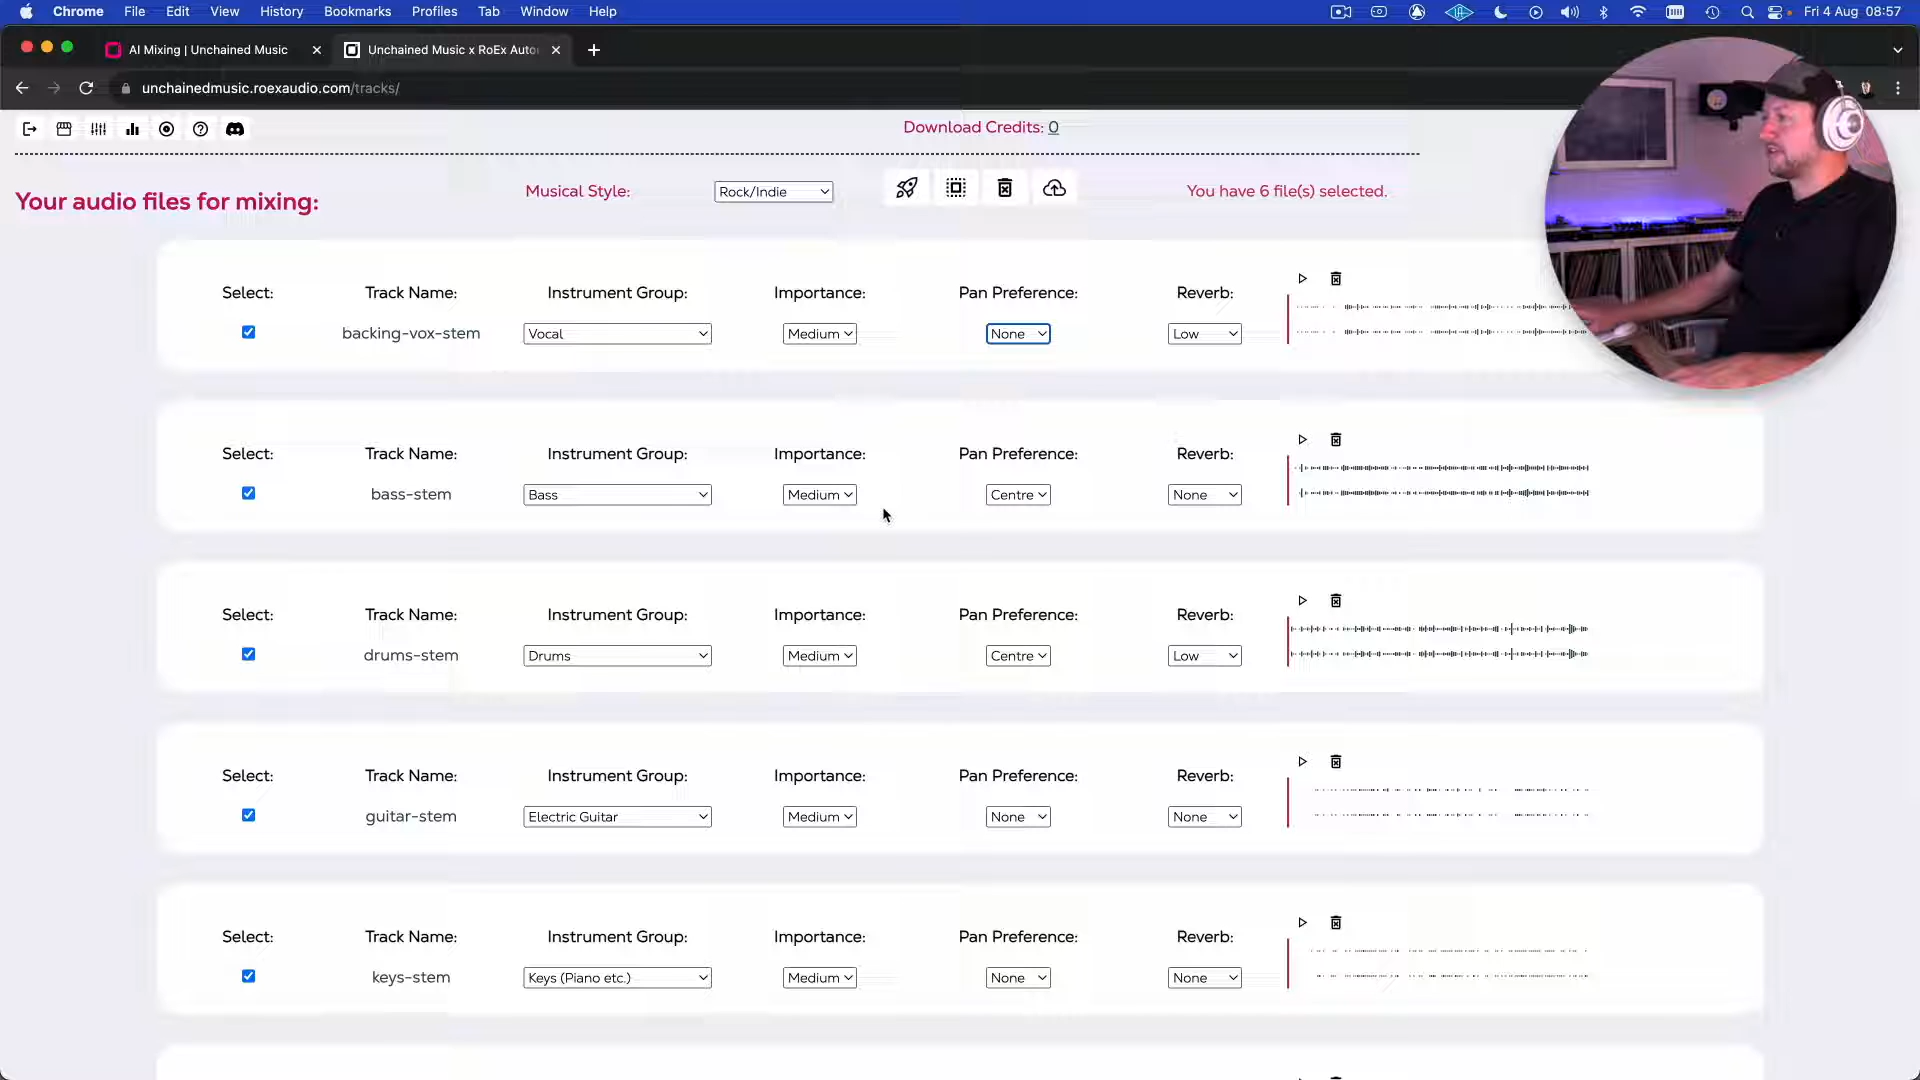 Chrome File Edit View History Bookmarks Profiles Tab Window Help Fri 4 Aug 08:57
AI Mixing | Unchained Music Unchained Music x RoEx Auto
unchainedmusic.roexaudio.com/tracks/
Download Credits: 0
Your audio files for mixing: Musical Style: Rock/Indie You have 6 file(s) selected.
Select: Track Name: Instrument Group: Importance: Pan Preference: Reverb:
backing-vox-stem Vocal Medium None Low
Select: Track Name: Instrument Group: Importance: Pan Preference: Reverb:
bass-stem Bass Medium Centre None
Select: Track Name: Instrument Group: Importance: Pan Preference: Reverb:
drums-stem Drums Medium Centre Low
Select: Track Name: Instrument Group: Importance: Pan Preference: Reverb:
guitar-stem Electric Guitar Medium None None
Select: Track Name: Instrument Group: Importance: Pan Preference: Reverb:
keys-stem Keys (Piano etc.) Medium None None